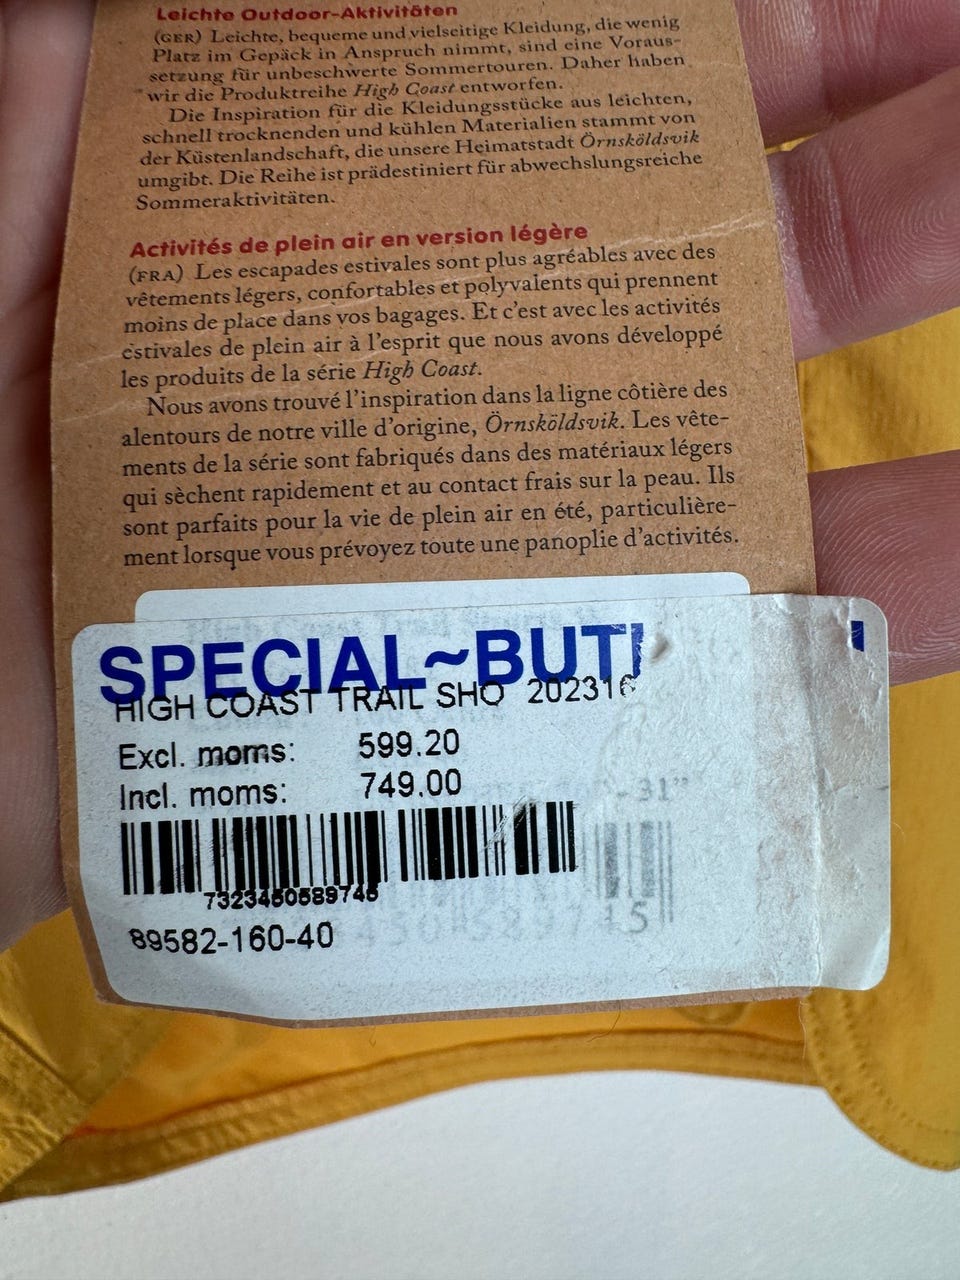 Leichte Outdoor-Aktivitäten
(GER) Leichte, bequeme und vielseitige Kleidung, die wenig
Platz im Gepäck in Anspruch nimmt, sind eine Voraus-
setzung für unbeschwerte Sommertouren. Daher haben
wir die Produktreihe High Coast entworfen.
Die Inspiration für die Kleidungsstücke aus leichten,
schnell trocknenden und kühlen Materialien stammt von
der Küstenlandschaft, die unsere Heimatstadt Örnsköldsvik
umgibt. Die Reihe ist prädestiniert für abwechslungsreiche
Sommeraktivitäten.
Activités de plein air en version légère
(FRA) Les escapades estivales sont plus agréables avec des
vêtements légers, confortables et polyvalents qui prennent
moins de place dans vos bagages. Et c'est avec les activités
estivales de plein air à l'esprit que nous avons développé
les produits de la série High Coast.
Nous avons trouvé l'inspiration dans la ligne côtière des
alentours de notre ville d'origine, Örnsköldsvik. Les vête-
ments de la série sont fabriqués dans des matériaux légers
qui sèchent rapidement et au contact frais sur la peau. Ils
sont parfaits pour la vie de plein air en été, particulière-
ment lorsque vous prévoyez toute une panoplie d'activités.
SPECIAL~BUTI
HIGH COAST TRAIL SHO 202316
Excl. moms: 599.20
Incl. moms: 749.00
7323450589745
89582-160-40